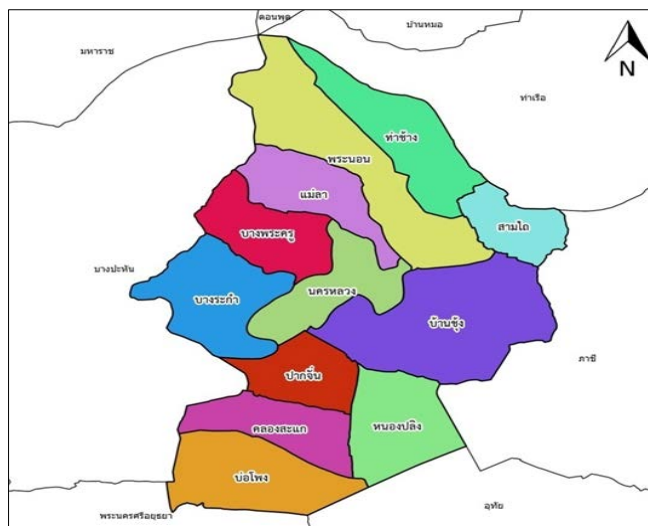 ดอนพุด
บ้านหมอ
มหาราช
N
ท่าเรือ
ท่าช้าง
พระนอน
แม่ลา
สามไถ
บางพระครู
บางปะหัน
นครหลวง
บางระกำ
บ้านชุ้ง
ภาชี
ปากจั่น
หนองปลิง
คลองสะแก
บ่อโพง
อุทัย
พระนครศรีอยุธยา